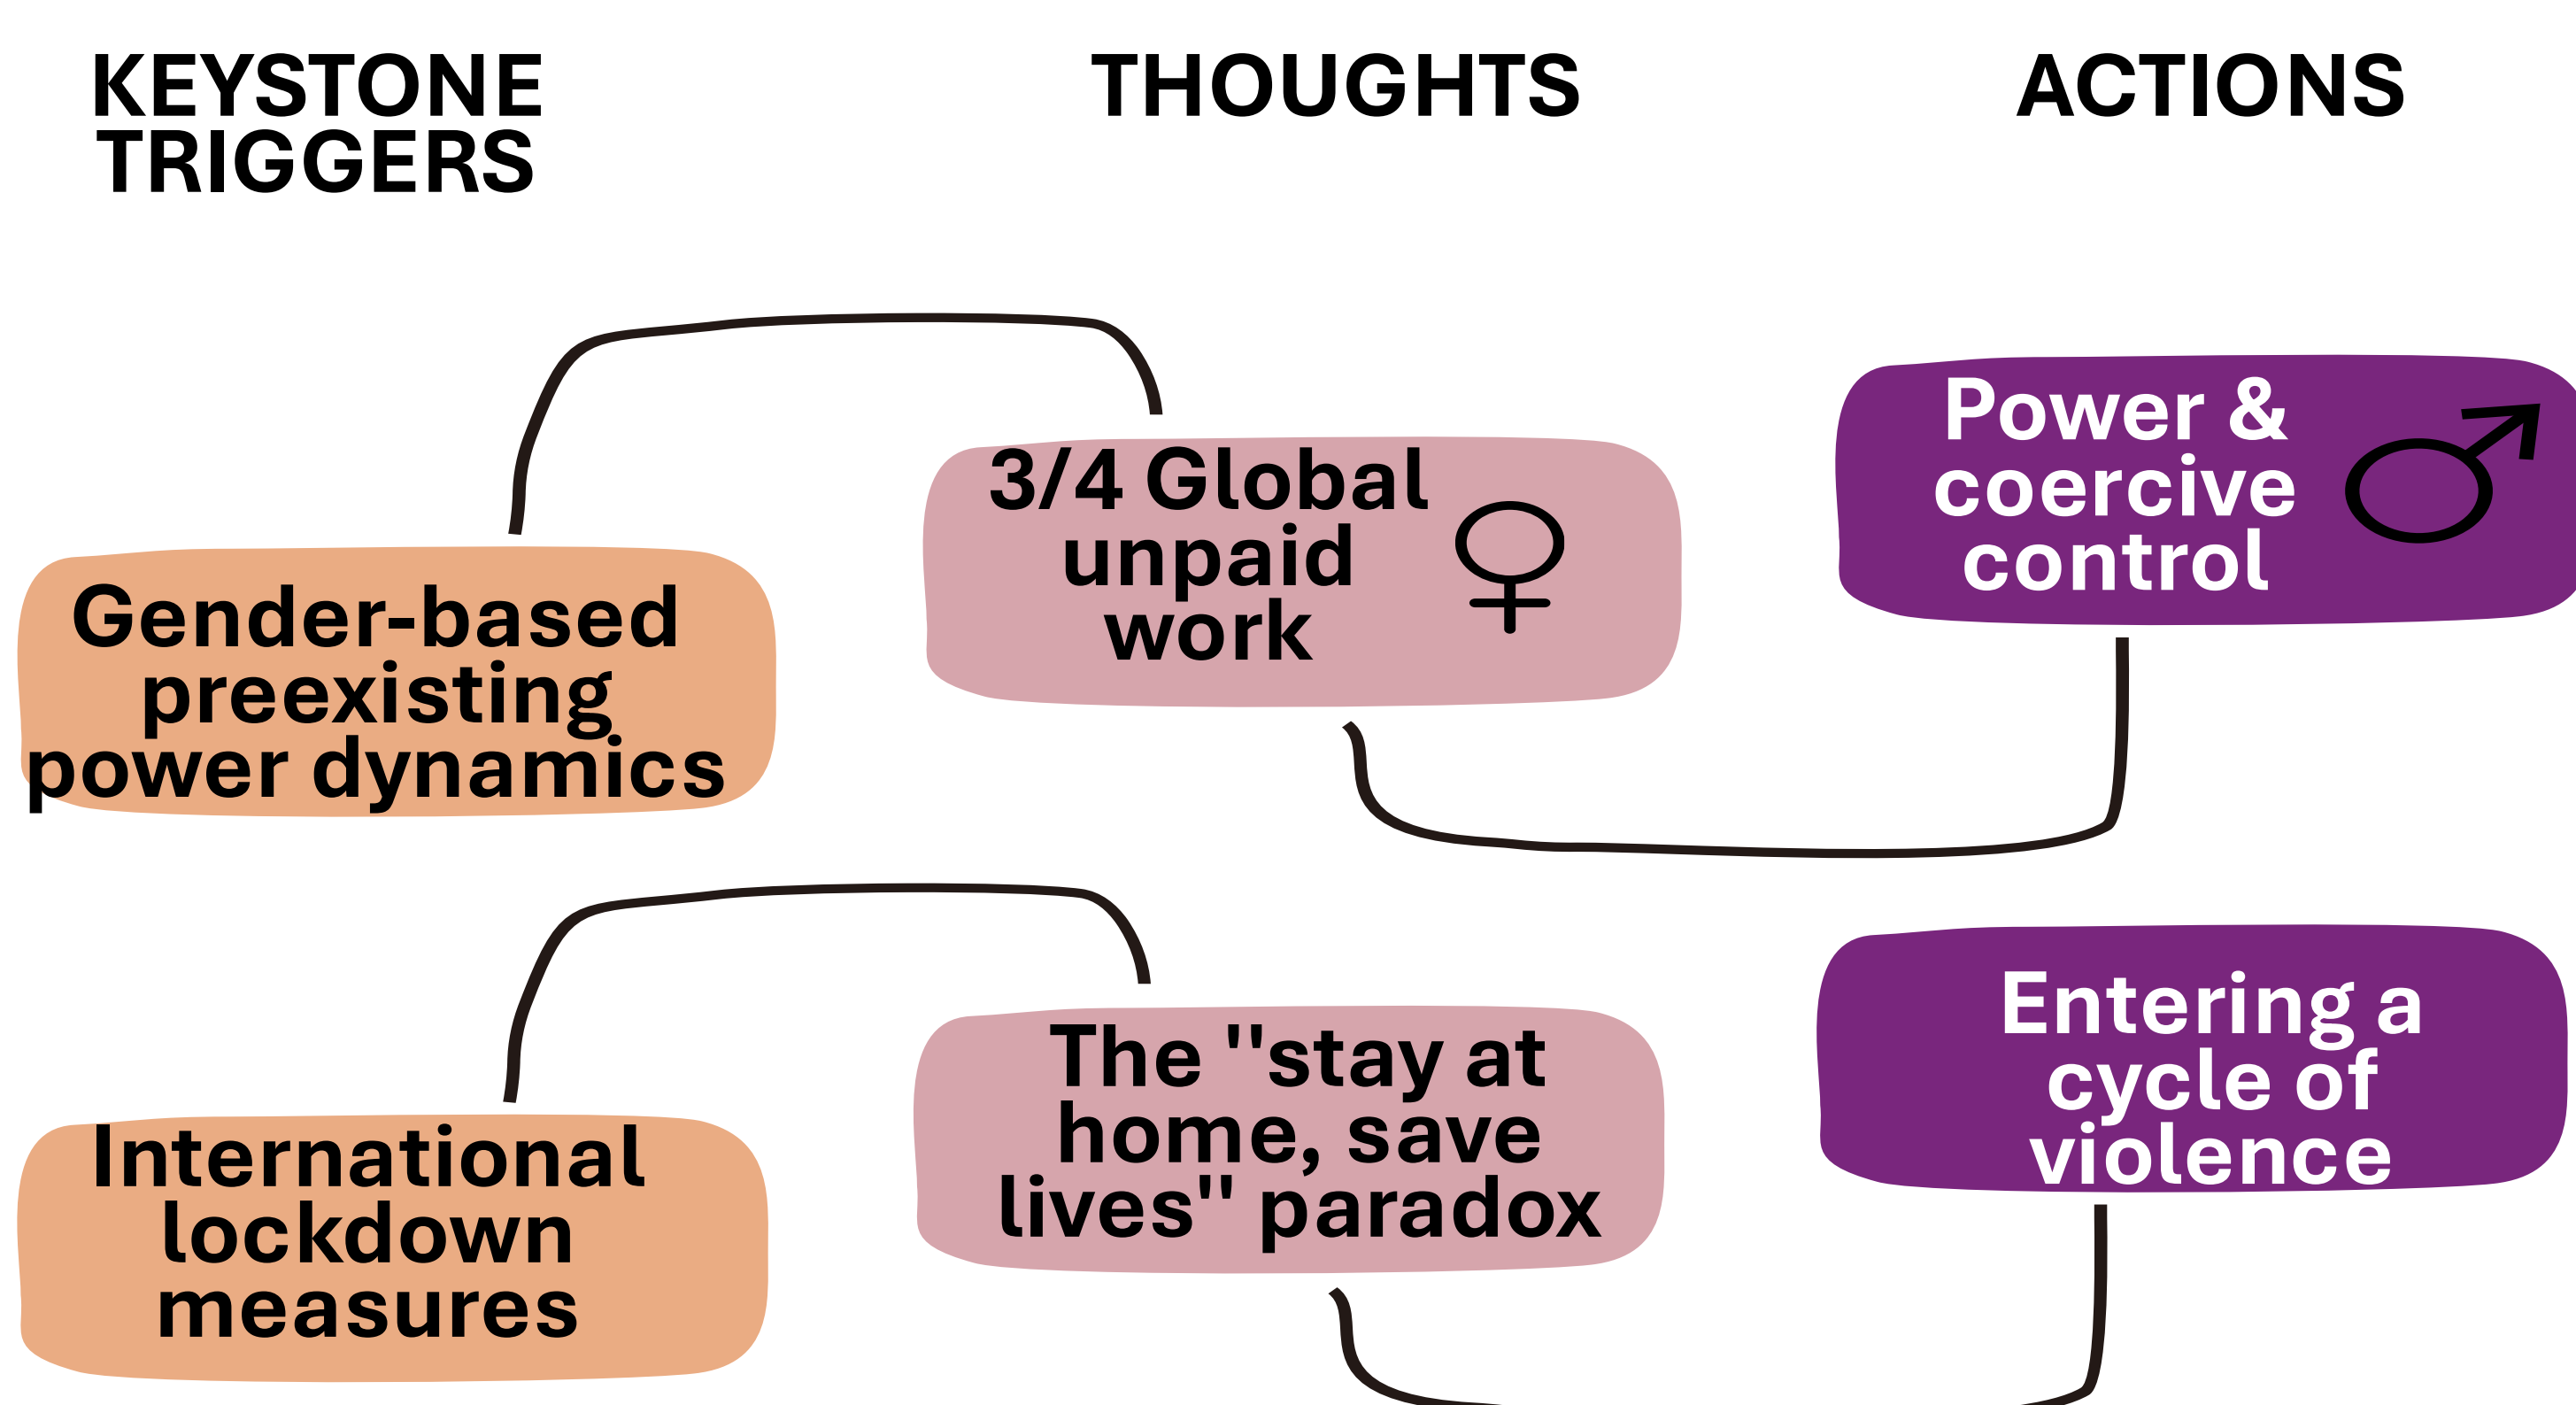 KEYSTONE
TRIGGERS
THOUGHTS
ACTIONS
Gender-based
preexisting
power dynamics
3/4 Global
unpaid
work
Power &
coercive
control
International
lockdown
measures
The "stay at
home, save
lives" paradox
Entering a
cycle of
violence